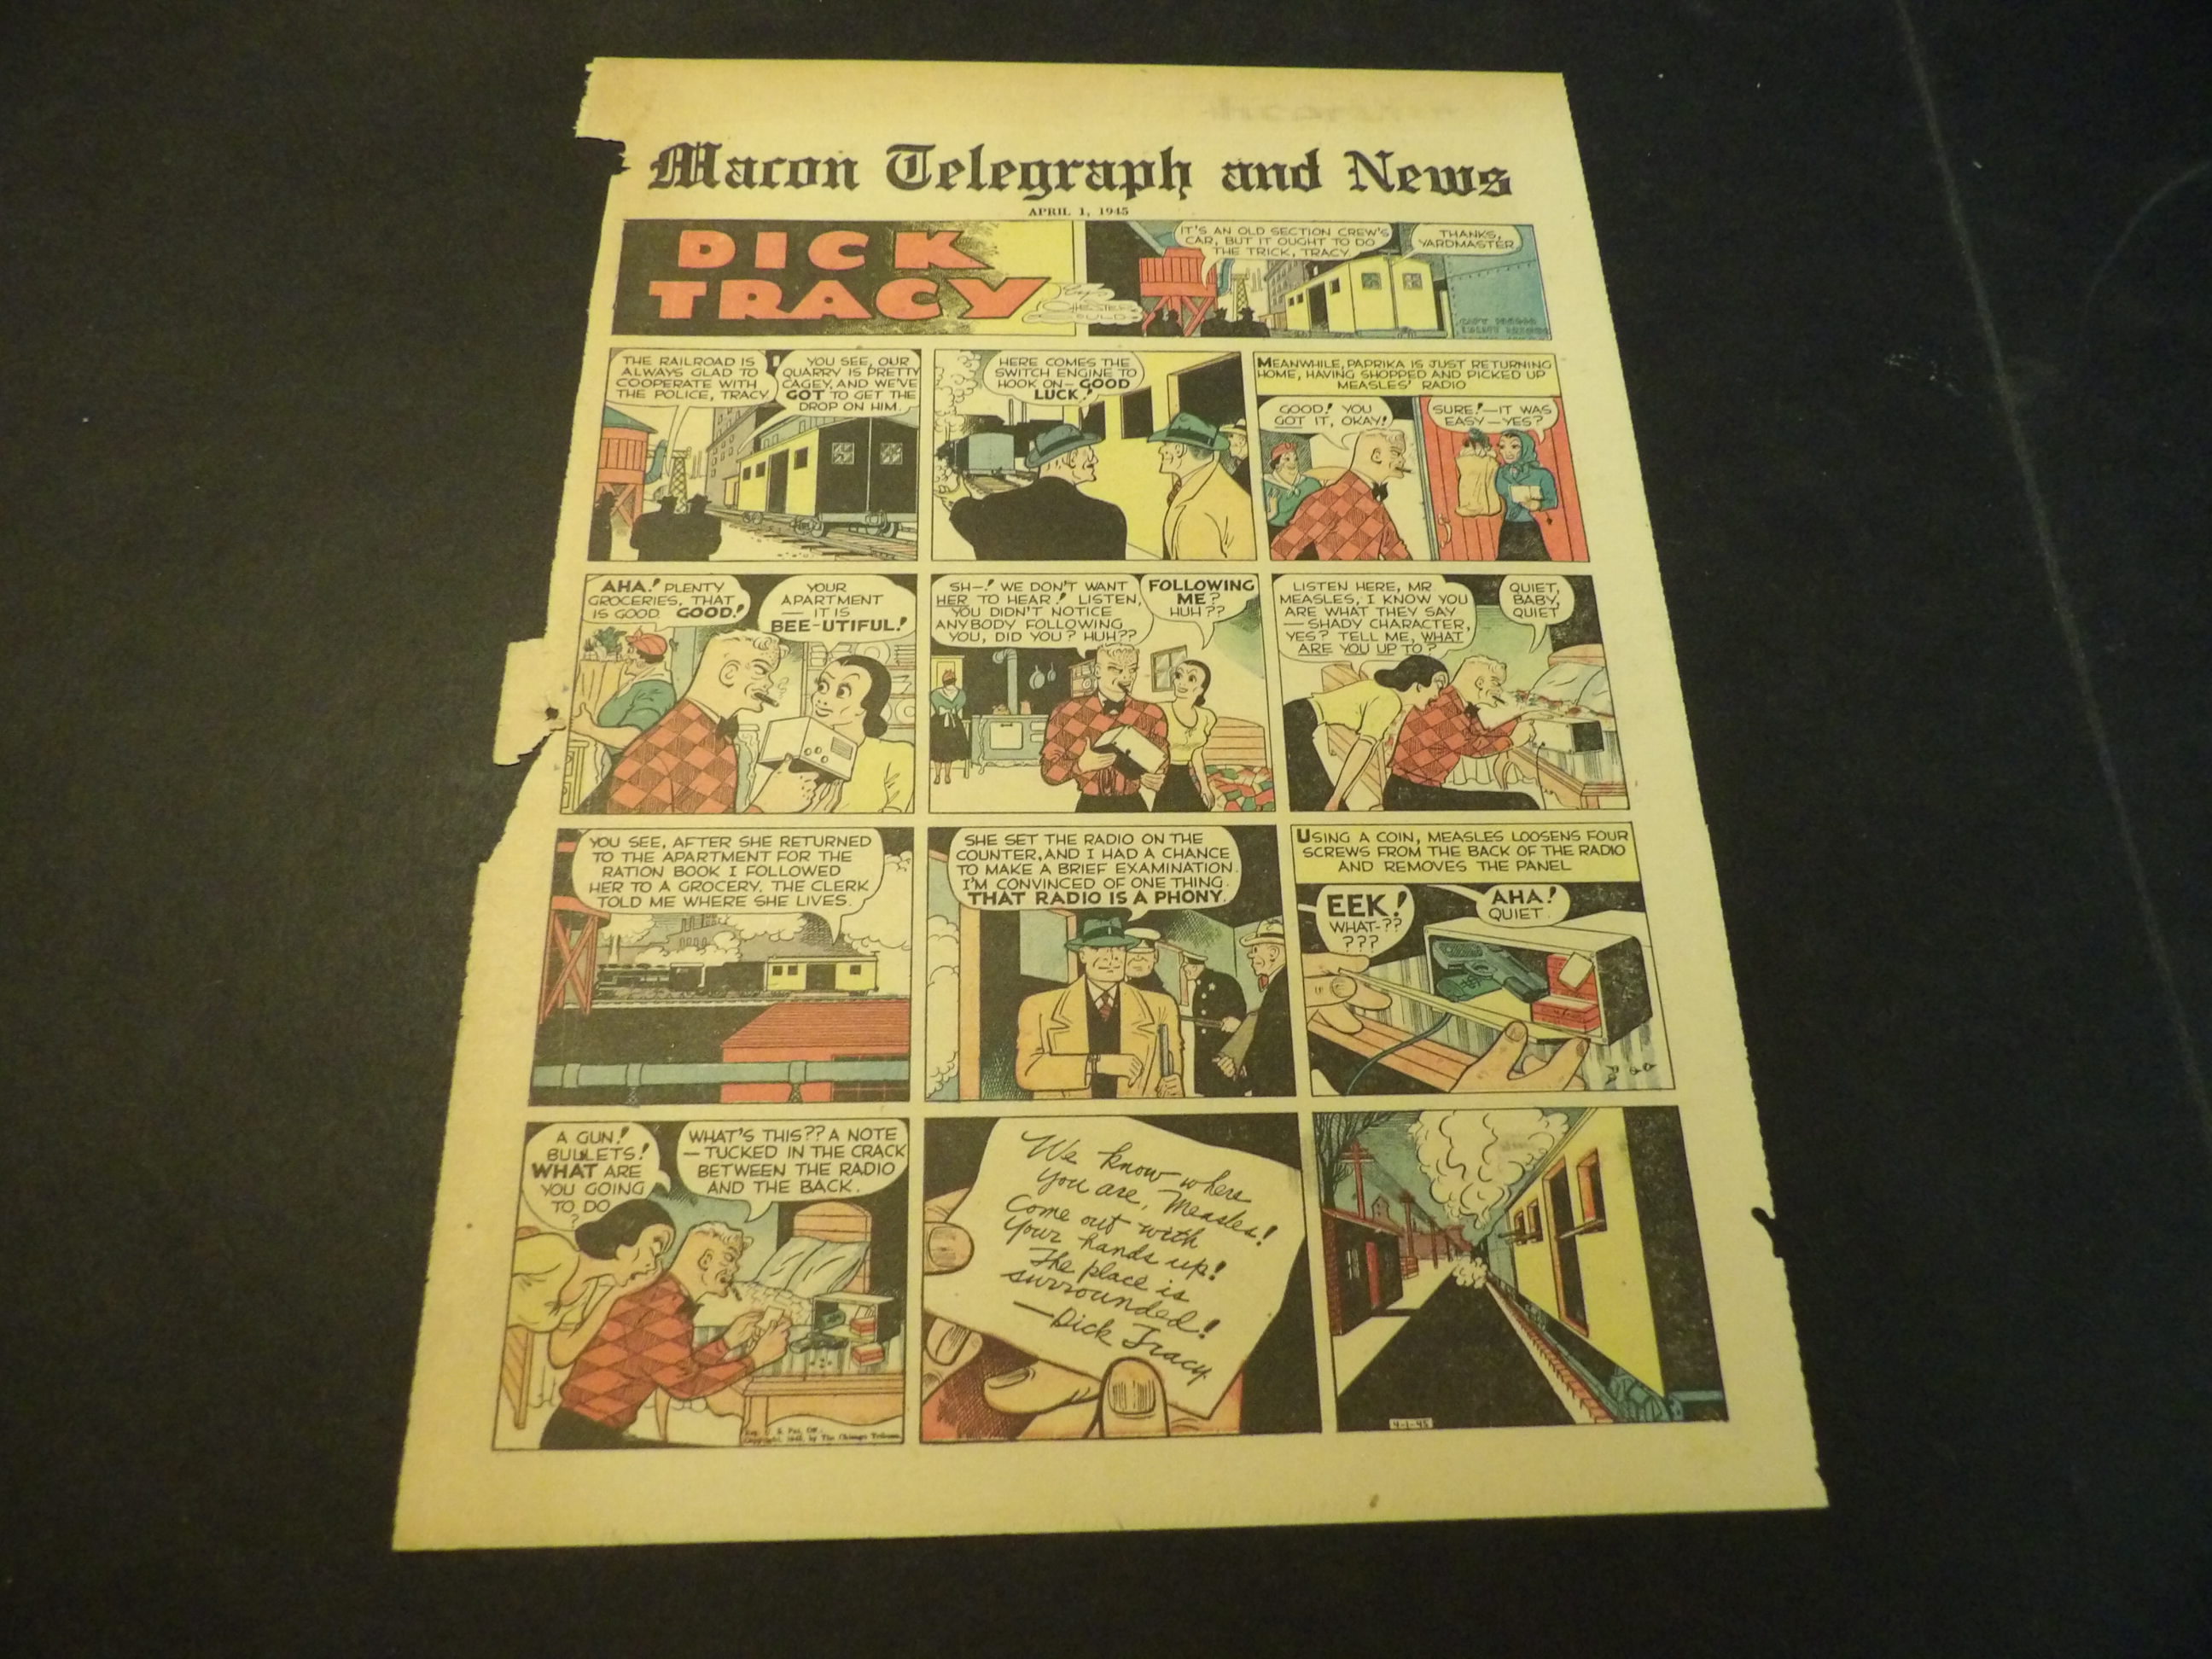 Macon Telegraph and News
APRIL 1, 1945
DICK
TRACY
CHESTER
GOULD
IT'S AN OLD SECTION CREW'S
CAR, BUT IT OUGHT TO DO
THE TRICK, TRACY.
THANKS,
YARDMASTER
THE RAILROAD IS
ALWAYS GLAD TO
COOPERATE WITH
THE POLICE, TRACY.
YOU SEE, OUR
QUARRY IS PRETTY
CAGEY, AND WE'VE
GOT TO GET THE
DROP ON HIM.
HERE COMES THE
SWITCH ENGINE TO
HOOK ON— GOOD
LUCK!
MEANWHILE, PAPRIKA IS JUST RETURNING
HOME, HAVING SHOPPED AND PICKED UP
MEASLES' RADIO
GOOD! YOU
GOT IT, OKAY!
SURE!—IT WAS
EASY—YES?
AHA! PLENTY
GROCERIES, THAT
IS GOOD GOOD!
YOUR
APARTMENT
— IT IS
BEE-UTIFUL!
SH—! WE DON'T WANT
HER TO HEAR! LISTEN,
YOU DIDN'T NOTICE
ANYBODY FOLLOWING
YOU, DID YOU? HUH??
FOLLOWING
ME?
HUH??
LISTEN HERE, MR
MEASLES, I KNOW YOU
ARE WHAT THEY SAY
— SHADY CHARACTER,
YES? TELL ME, WHAT
ARE YOU UP TO?
QUIET,
BABY,
QUIET
YOU SEE, AFTER SHE RETURNED
TO THE APARTMENT FOR THE
RATION BOOK I FOLLOWED
HER TO A GROCERY. THE CLERK
TOLD ME WHERE SHE LIVES.
SHE SET THE RADIO ON THE
COUNTER, AND I HAD A CHANCE
TO MAKE A BRIEF EXAMINATION.
I'M CONVINCED OF ONE THING.
THAT RADIO IS A PHONY.
USING A COIN, MEASLES LOOSENS FOUR
SCREWS FROM THE BACK OF THE RADIO
AND REMOVES THE PANEL
EEK!
WHAT-??
???
AHA!
QUIET.
A GUN!
BULLETS!
WHAT ARE
YOU GOING
TO DO
?
WHAT'S THIS?? A NOTE
— TUCKED IN THE CRACK
BETWEEN THE RADIO
AND THE BACK.
Copyright, 1945, by The Chicago Tribune.
We know where
you are, Measles!
Come out with
your hands up!
The place is
surrounded!
—Dick Tracy
4-1-45